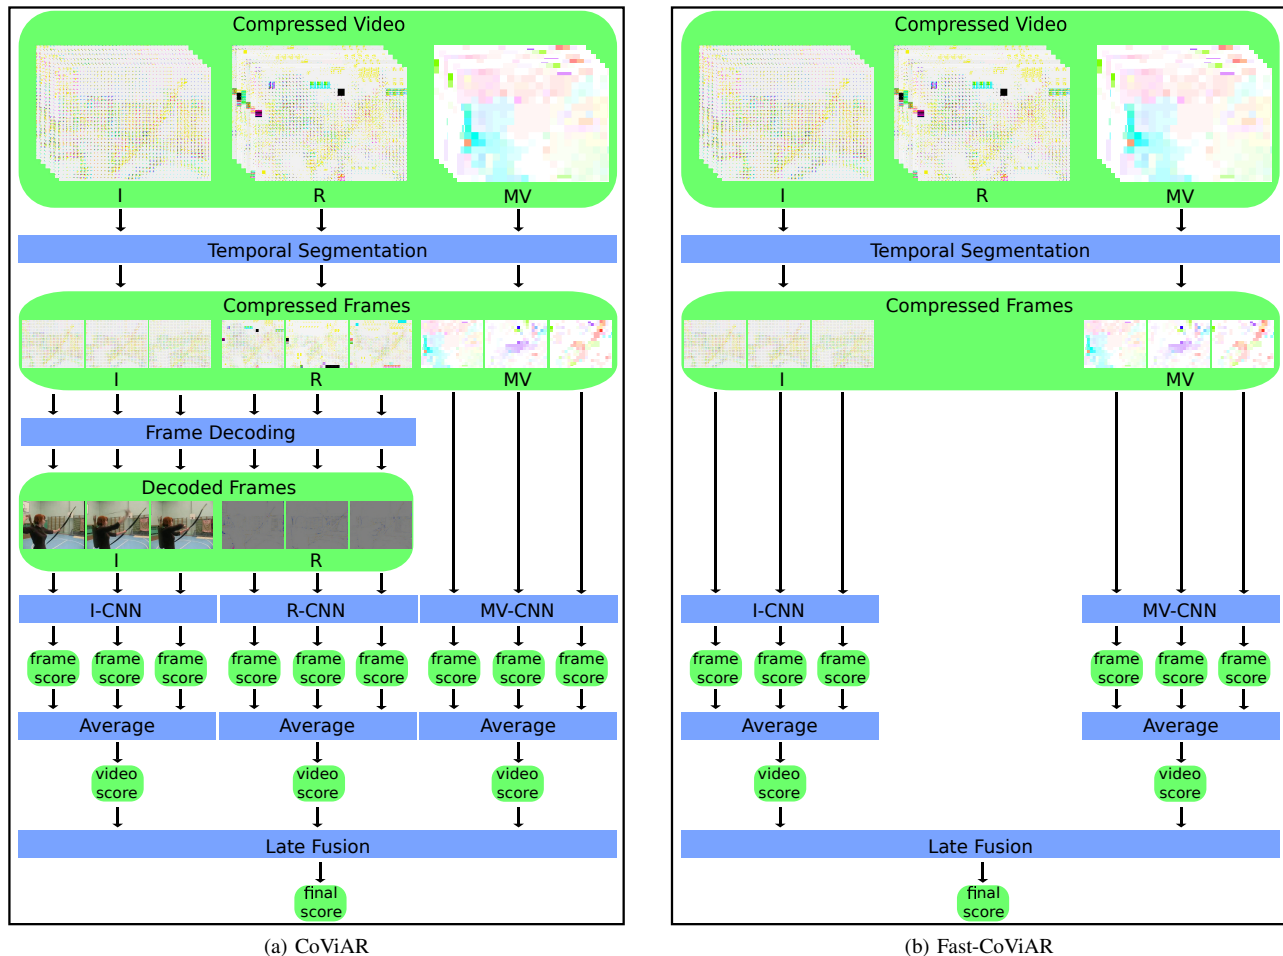 Compressed Video
I R MV
Temporal Segmentation
Compressed Frames
I R MV
Frame Decoding
Decoded Frames
I R
I-CNN R-CNN MV-CNN
frame score frame score frame score frame score frame score frame score frame score frame score frame score
Average Average Average
video score video score video score
Late Fusion
final score
(a) CoViAR
Compressed Video
I R MV
Temporal Segmentation
Compressed Frames
I MV
I-CNN MV-CNN
frame score frame score frame score frame score frame score frame score
Average Average
video score video score
Late Fusion
final score
(b) Fast-CoViAR